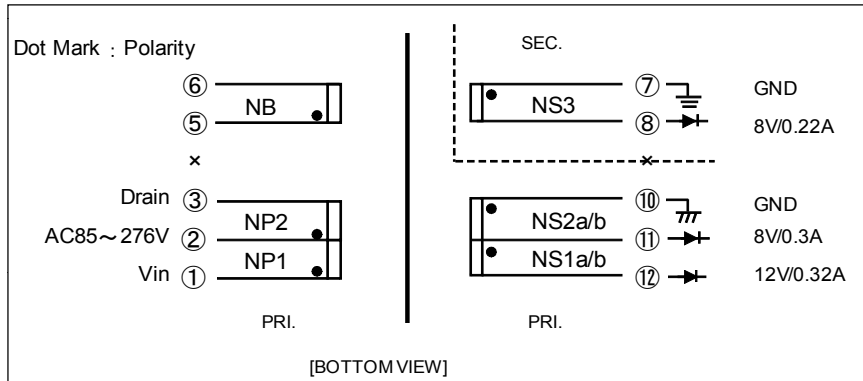 Dot Mark : Polarity
SEC.
⑥
NB
⑤
×
⑦
GND
NS3
⑧
8V/0.22A
×
Drain ③
NP2
AC85～276V ②
NP1
Vin ①
⑩
GND
NS2a/b
⑪
8V/0.3A
NS1a/b
⑫
12V/0.32A
PRI.
PRI.
[BOTTOM VIEW]